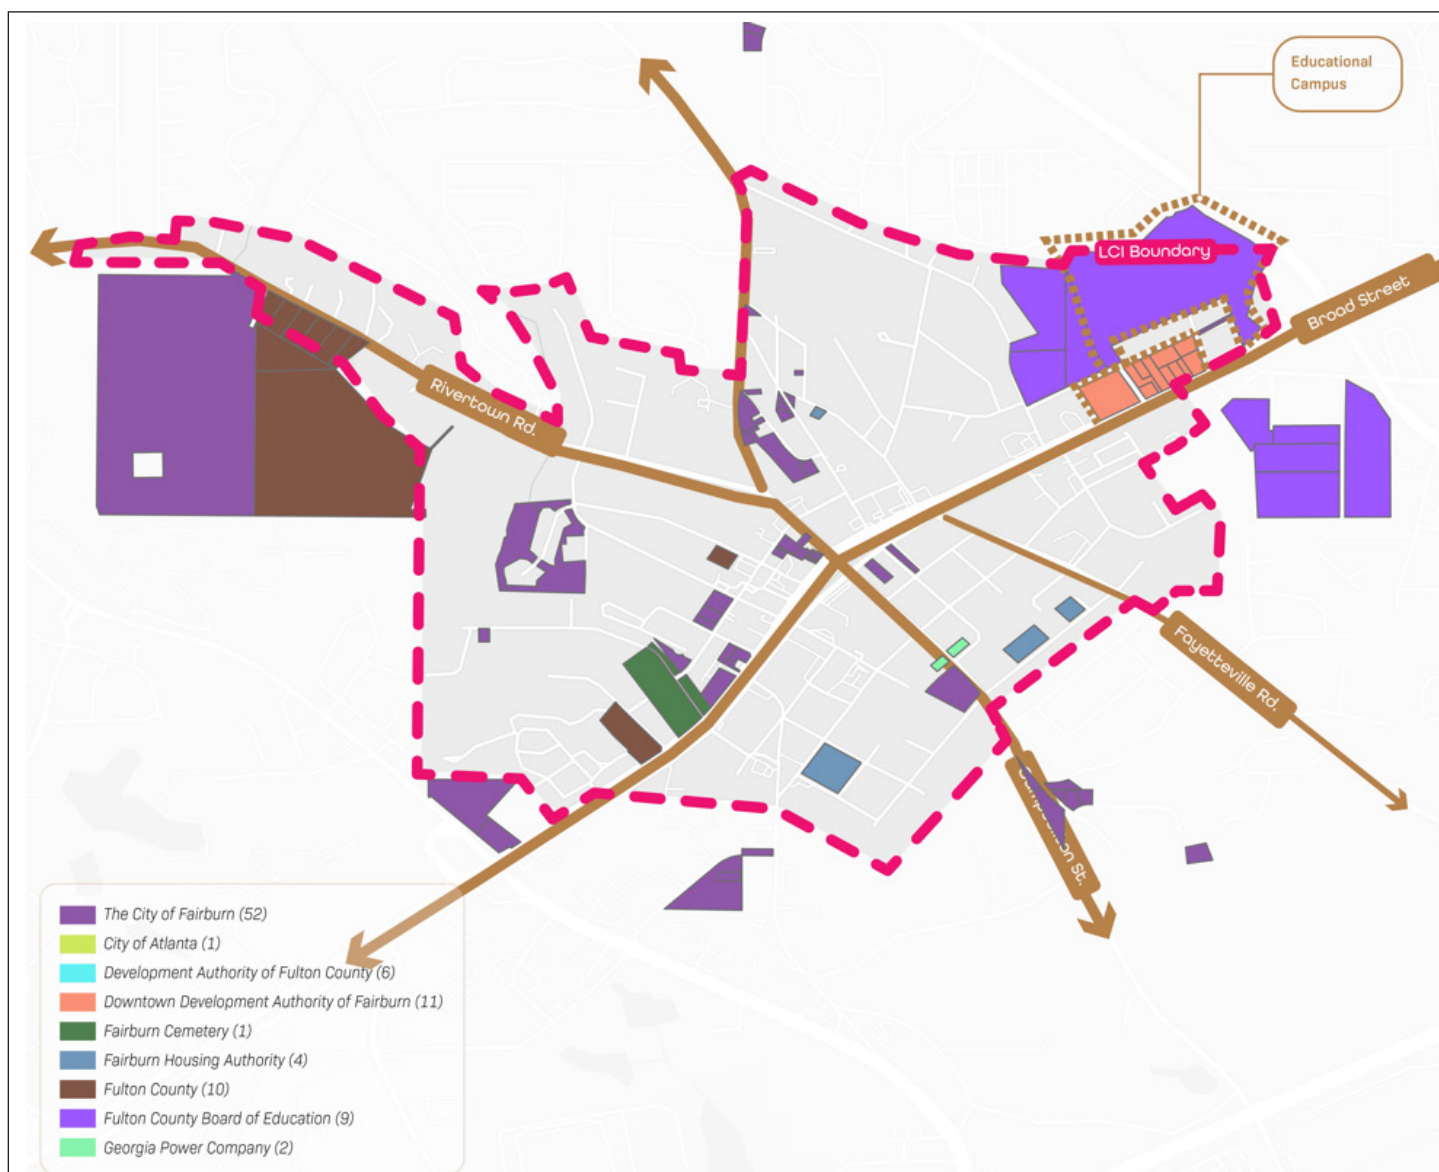 Educational
Campus
LCI Boundary
Broad Street
Rivertown Rd.
Fayetteville Rd.
St.
The City of Fairburn (52)
City of Atlanta (1)
Development Authority of Fulton County (6)
Downtown Development Authority of Fairburn (11)
Fairburn Cemetery (1)
Fairburn Housing Authority (4)
Fulton County (10)
Fulton County Board of Education (9)
Georgia Power Company (2)